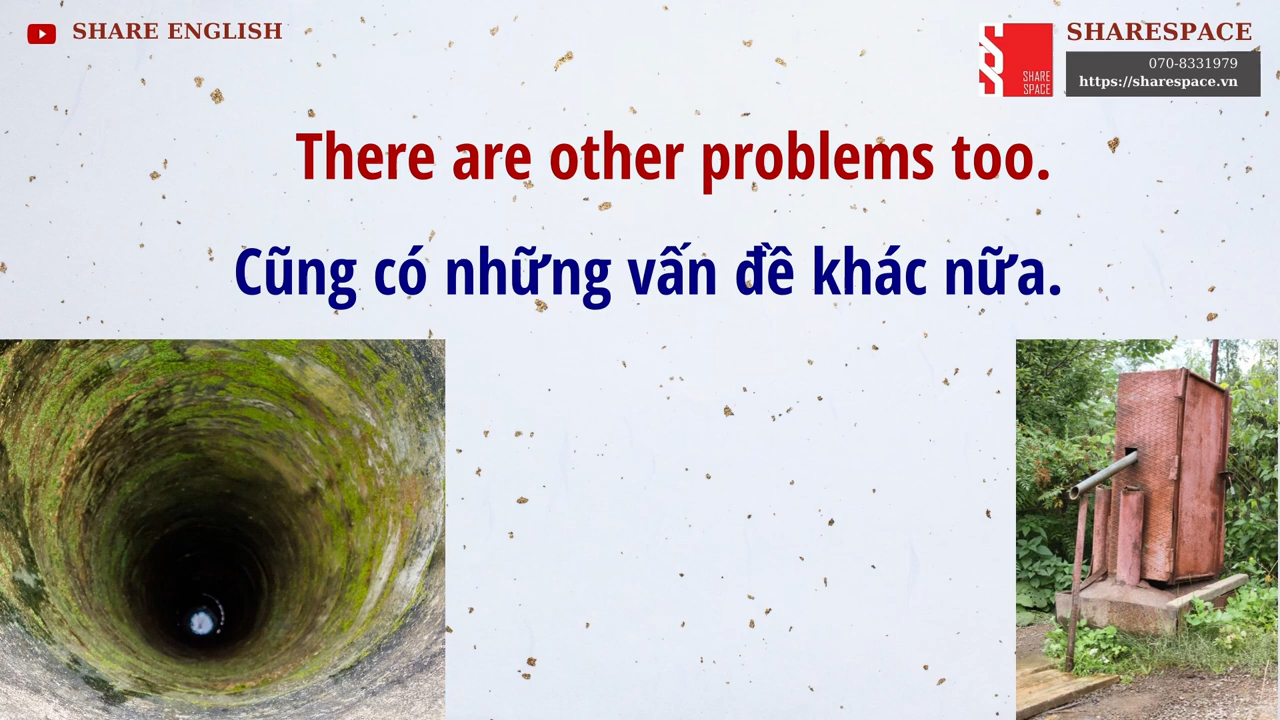 SHARE ENGLISH
SHARESPACE
070-8331979
https://sharespace.vn
SHARE
SPACE
There are other problems too.
Cũng có những vấn đề khác nữa.